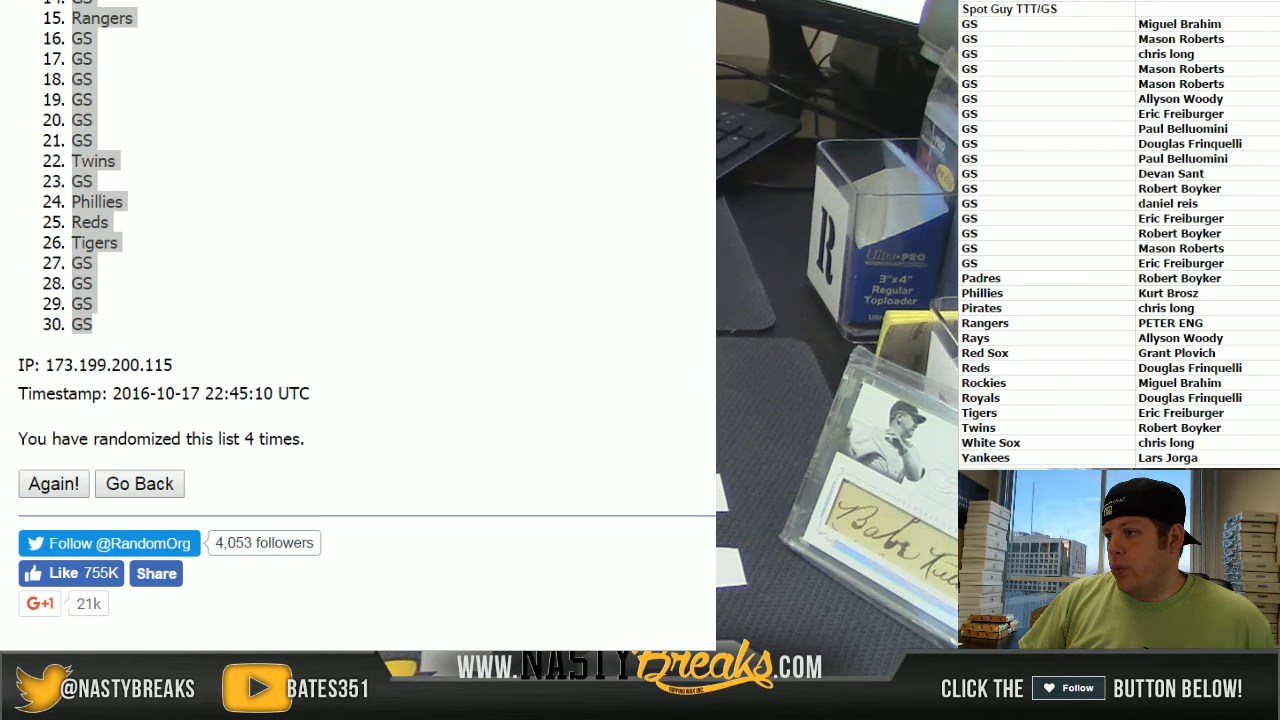 15. Rangers
16. GS
17. GS
18. GS
19. GS
20. GS
21. GS
22. Twins
23. GS
24. Phillies
25. Reds
26. Tigers
27. GS
28. GS
29. GS
30. GS
IP: 173.199.200.115
Timestamp: 2016-10-17 22:45:10 UTC
You have randomized this list 4 times.
Again! Go Back
Follow @RandomOrg 4,053 followers
Like 755K Share
G+1 21k
R
Ultra·PRO
3"x4"
Regular
Toploader
Babe
Spot Guy TTT/GS
GS Miguel Brahim
GS Mason Roberts
GS chris long
GS Mason Roberts
GS Mason Roberts
GS Allyson Woody
GS Eric Freiburger
GS Paul Belluomini
GS Douglas Frinquelli
GS Paul Belluomini
GS Devan Sant
GS Robert Boyker
GS daniel reis
GS Eric Freiburger
GS Robert Boyker
GS Mason Roberts
GS Eric Freiburger
Padres Robert Boyker
Phillies Kurt Brosz
Pirates chris long
Rangers PETER ENG
Rays Allyson Woody
Red Sox Grant Plovich
Reds Douglas Frinquelli
Rockies Miguel Brahim
Royals Douglas Frinquelli
Tigers Eric Freiburger
Twins Robert Boyker
White Sox chris long
Yankees Lars Jorga
@NASTYBREAKS BATES351 WWW.NASTYBreaks.COM CLICK THE Follow BUTTON BELOW!
RIPPING WAX INC.